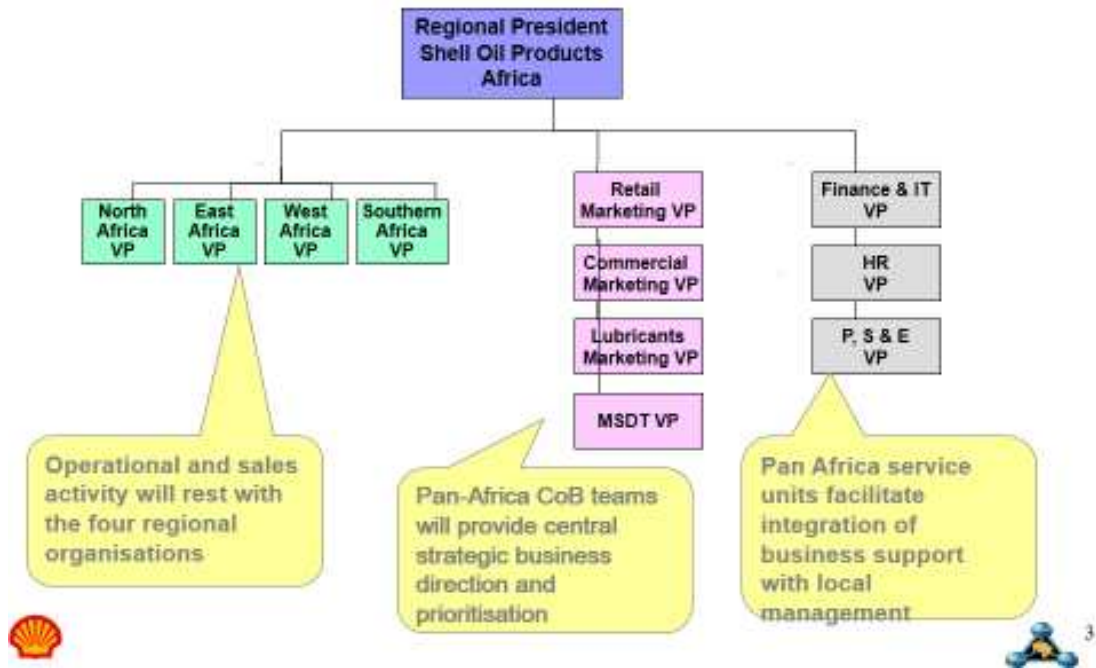 Regional President
Shell Oil Products
Africa
North
Africa
VP
East
Africa
VP
West
Africa
VP
Southern
Africa
VP
Retail
Marketing VP
Commercial
Marketing VP
Lubricants
Marketing VP
MSDT VP
Finance & IT
VP
HR
VP
P, S & E
VP
Operational and sales
activity will rest with
the four regional
organisations
Pan-Africa CoB teams
will provide central
strategic business
direction and
prioritisation
Pan Africa service
units facilitate
integration of
business support
with local
management
3